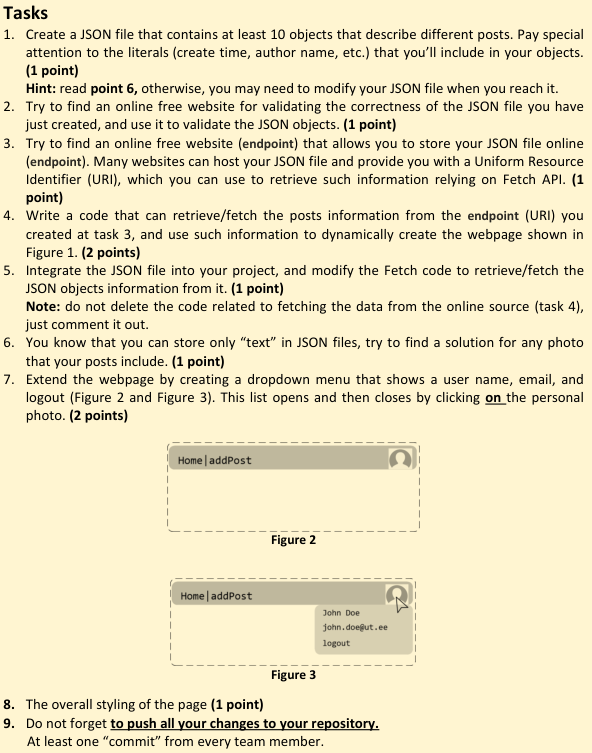 Tasks
1. Create a JSON file that contains at least 10 objects that describe different posts. Pay special
attention to the literals (create time, author name, etc.) that you'll include in your objects.
(1 point)
Hint: read point 6, otherwise, you may need to modify your JSON file when you reach it.
2. Try to find an online free website for validating the correctness of the JSON file you have
just created, and use it to validate the JSON objects. (1 point)
3. Try to find an online free website (endpoint) that allows you to store your JSON file online
(endpoint). Many websites can host your JSON file and provide you with a Uniform Resource
Identifier (URI), which you can use to retrieve such information relying on Fetch API. (1
point)
4. Write a code that can retrieve/fetch the posts information from the endpoint (URI) you
created at task 3, and use such information to dynamically create the webpage shown in
Figure 1. (2 points)
5. Integrate the JSON file into your project, and modify the Fetch code to retrieve/fetch the
JSON objects information from it. (1 point)
Note: do not delete the code related to fetching the data from the online source (task 4),
just comment it out.
6. You know that you can store only “text” in JSON files, try to find a solution for any photo
that your posts include. (1 point)
7. Extend the webpage by creating a dropdown menu that shows a user name, email, and
logout (Figure 2 and Figure 3). This list opens and then closes by clicking on the personal
photo. (2 points)
Home|addPost
Figure 2
Home|addPost
John Doe
john.doe@ut.ee
logout
Figure 3
8. The overall styling of the page (1 point)
9. Do not forget to push all your changes to your repository.
At least one “commit” from every team member.